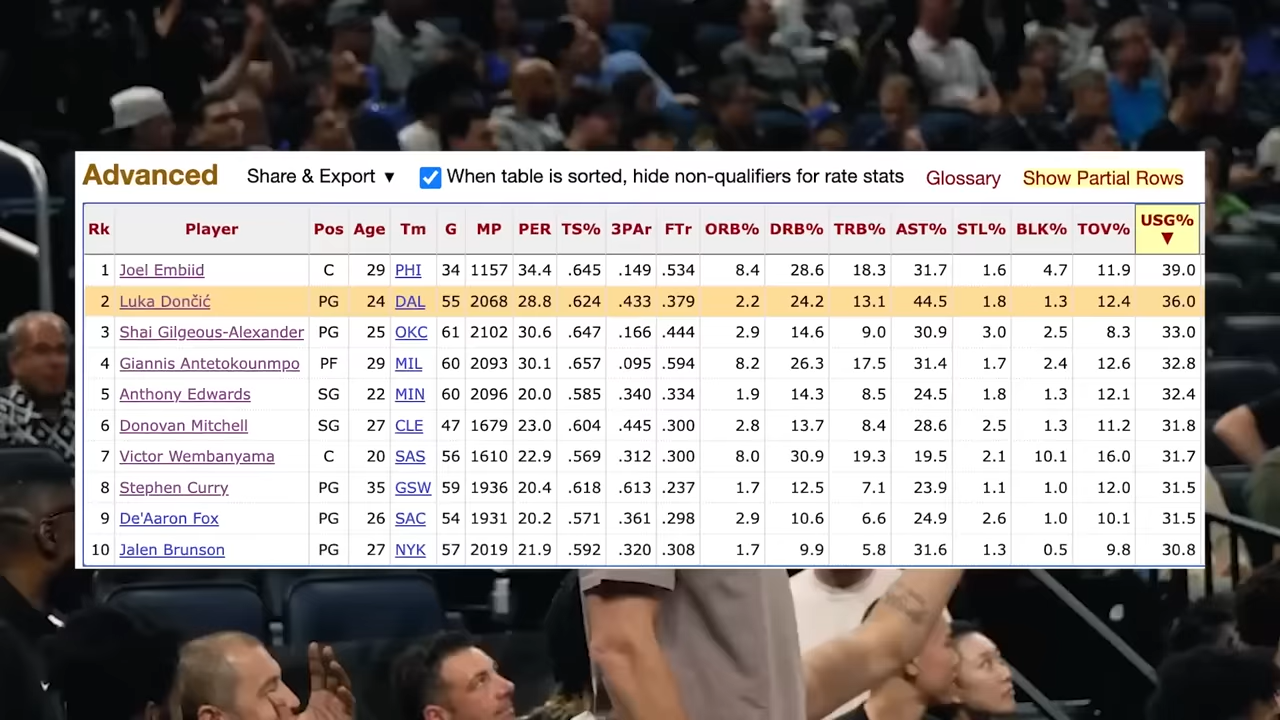 Advanced Share & Export ▼ When table is sorted, hide non-qualifiers for rate stats Glossary Show Partial Rows
Rk Player Pos Age Tm G MP PER TS% 3PAr FTr ORB% DRB% TRB% AST% STL% BLK% TOV% USG% ▼
1 Joel Embiid C 29 PHI 34 1157 34.4 .645 .149 .534 8.4 28.6 18.3 31.7 1.6 4.7 11.9 39.0
2 Luka Dončić PG 24 DAL 55 2068 28.8 .624 .433 .379 2.2 24.2 13.1 44.5 1.8 1.3 12.4 36.0
3 Shai Gilgeous-Alexander PG 25 OKC 61 2102 30.6 .647 .166 .444 2.9 14.6 9.0 30.9 3.0 2.5 8.3 33.0
4 Giannis Antetokounmpo PF 29 MIL 60 2093 30.1 .657 .095 .594 8.2 26.3 17.5 31.4 1.7 2.4 12.6 32.8
5 Anthony Edwards SG 22 MIN 60 2096 20.0 .585 .340 .334 1.9 14.3 8.5 24.5 1.8 1.3 12.1 32.4
6 Donovan Mitchell SG 27 CLE 47 1679 23.0 .604 .445 .300 2.8 13.7 8.4 28.6 2.5 1.3 11.2 31.8
7 Victor Wembanyama C 20 SAS 56 1610 22.9 .569 .312 .300 8.0 30.9 19.3 19.5 2.1 10.1 16.0 31.7
8 Stephen Curry PG 35 GSW 59 1936 20.4 .618 .613 .237 1.7 12.5 7.1 23.9 1.1 1.0 12.0 31.5
9 De'Aaron Fox PG 26 SAC 54 1931 20.2 .571 .361 .298 2.9 10.6 6.6 24.9 2.6 1.0 10.1 31.5
10 Jalen Brunson PG 27 NYK 57 2019 21.9 .592 .320 .308 1.7 9.9 5.8 31.6 1.3 0.5 9.8 30.8